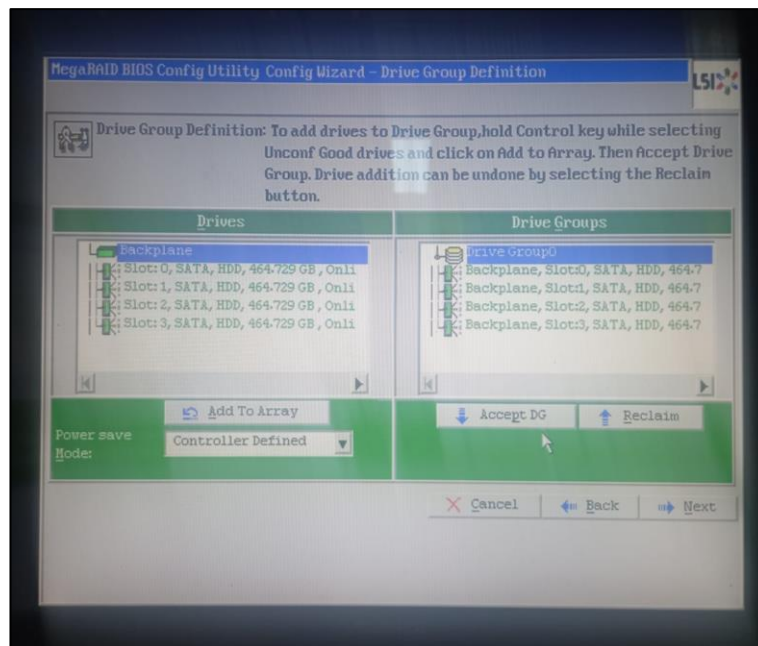 MegaRAID BIOS Config Utility Config Wizard - Drive Group Definition
LSI
Drive Group Definition: To add drives to Drive Group,hold Control key while selecting
Unconf Good drives and click on Add to Array. Then Accept Drive
Group. Drive addition can be undone by selecting the Reclaim
button.
Drives
Backplane
Slot: 0, SATA, HDD, 464.729 GB, Onli
Slot: 1, SATA, HDD, 464.729 GB, Onli
Slot: 2, SATA, HDD, 464.729 GB, Onli
Slot: 3, SATA, HDD, 464.729 GB, Onli
Add To Array
Power save
Mode:
Controller Defined
Drive Groups
Drive Group0
Backplane, Slot:0, SATA, HDD, 464.7
Backplane, Slot:1, SATA, HDD, 464.7
Backplane, Slot:2, SATA, HDD, 464.7
Backplane, Slot:3, SATA, HDD, 464.7
Accept DG
Reclaim
Cancel
Back
Next